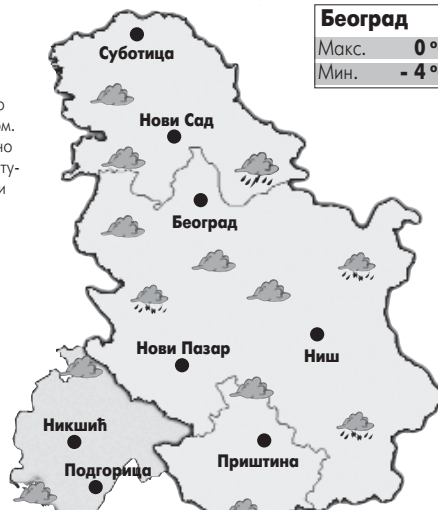 Београд
Макс. 0°
Мин. - 4°
Суботица
Нови Сад
Београд
Нови Пазар
Ниш
Никшић
Подгорица
Приштина